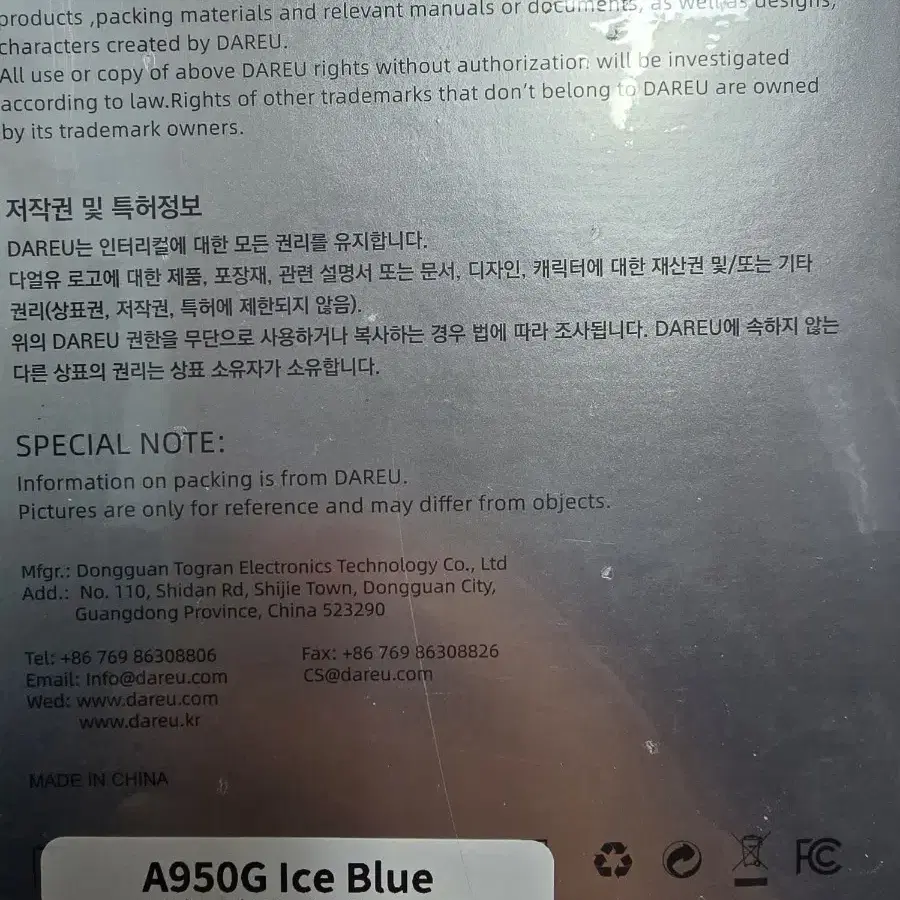 products ,packing materials and relevant manuals or documents, as well as designs,
characters created by DAREU.
All use or copy of above DAREU rights without authorization will be investigated
according to law.Rights of other trademarks that don't belong to DAREU are owned
by its trademark owners.
저작권 및 특허정보
DAREU는 인터리컬에 대한 모든 권리를 유지합니다.
다얼유 로고에 대한 제품, 포장재, 관련 설명서 또는 문서, 디자인, 캐릭터에 대한 재산권 및/또는 기타
권리(상표권, 저작권, 특허에 제한되지 않음).
위의 DAREU 권한을 무단으로 사용하거나 복사하는 경우 법에 따라 조사됩니다. DAREU에 속하지 않는
다른 상표의 권리는 상표 소유자가 소유합니다.
SPECIAL NOTE:
Information on packing is from DAREU.
Pictures are only for reference and may differ from objects.
Mfgr.: Dongguan Togran Electronics Technology Co., Ltd
Add.: No. 110, Shidan Rd, Shijie Town, Dongguan City,
Guangdong Province, China 523290
Tel: +86 769 86308806 Fax: +86 769 86308826
Email: Info@dareu.com CS@dareu.com
Wed: www.dareu.com
www.dareu.kr
MADE IN CHINA
A950G Ice Blue
FC